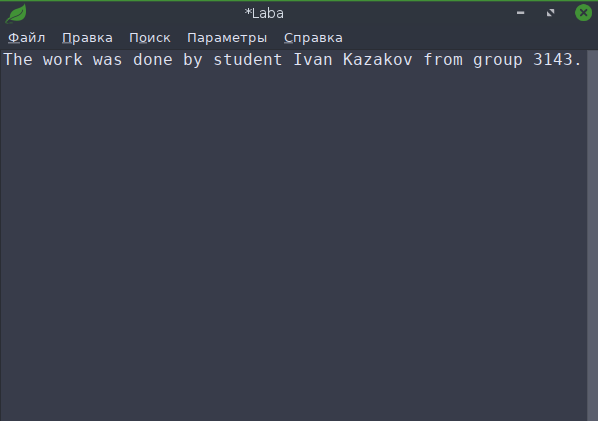 *Laba
Файл Правка Поиск Параметры Справка
The work was done by student Ivan Kazakov from group 3143.